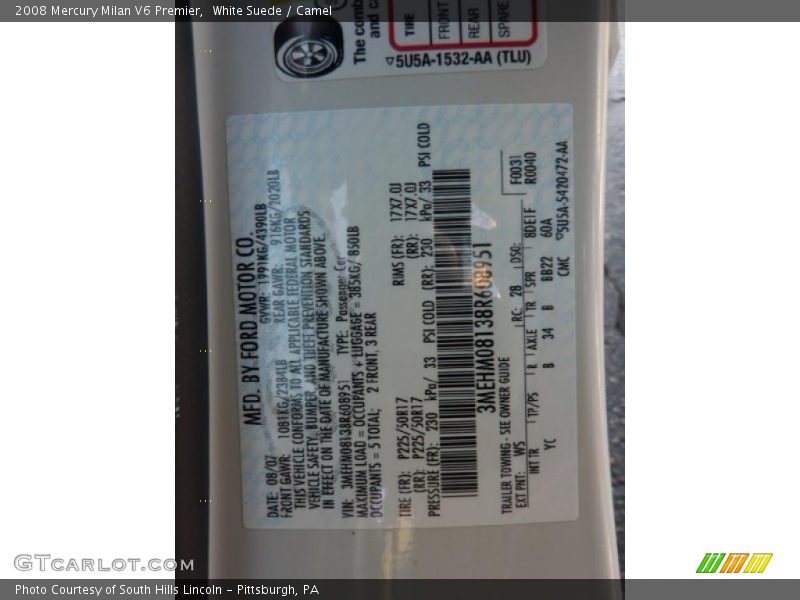 2008 Mercury Milan V6 Premier,  White Suede / Camel
The comb
and ca
TIRE FRONT REAR SPARE
5U5A-1532-AA (TLU)
MFD. BY FORD MOTOR CO.
DATE: 08/07 GVWR: 1991KG/4390LB
FRONT GAWR: 1081KG/2384LB REAR GAWR: 916KG/2020LB
THIS VEHICLE CONFORMS TO ALL APPLICABLE FEDERAL MOTOR
VEHICLE SAFETY, BUMPER, AND THEFT PREVENTION STANDARDS
IN EFFECT ON THE DATE OF MANUFACTURE SHOWN ABOVE.
VIN: 3MEHM08138R608951 TYPE: Passenger Car
MAXIMUM LOAD = OCCUPANTS + LUGGAGE = 385KG/ 850LB
OCCUPANTS = 5 TOTAL; 2 FRONT, 3 REAR
TIRE (FR): P225/50R17 RIMS (FR): 17X7.0J
(RR): P225/50R17 (RR): 17X7.0J
PRESSURE (FR): 230 kPa/ 33 PSI COLD (RR): 230 kPa/ 33 PSI COLD
3MEHM08138R608951
TRAILER TOWING - SEE OWNER GUIDE F0031
EXT PNT: WS RC: 28 DSO: R0040
INT TR TP/PS R AXLE TR SPR 8DE1F
YC B 34 B BB22 60A
CMC 5U5A-5420472-AA
GTCARLOT.COM
Photo Courtesy of South Hills Lincoln - Pittsburgh, PA